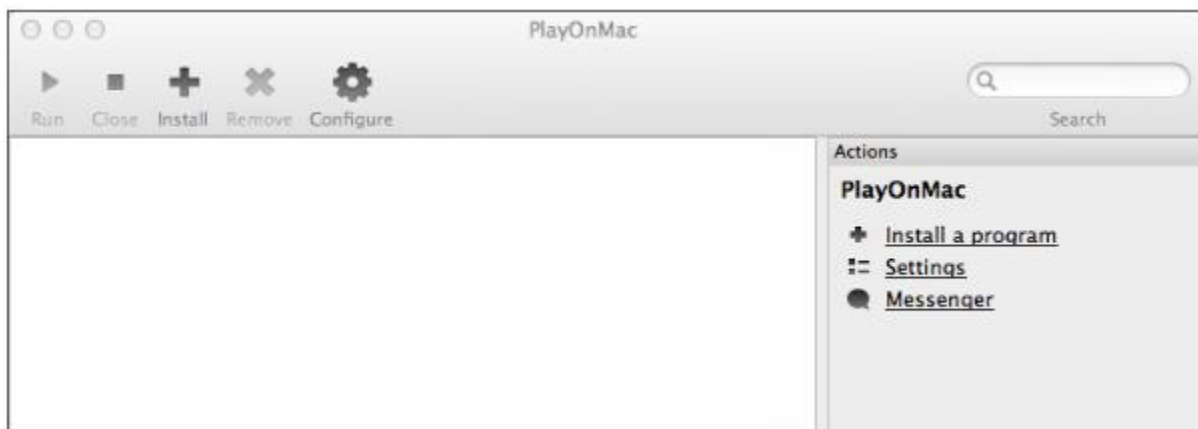 PlayOnMac
Run Close Install Remove Configure
Search
Actions
PlayOnMac
Install a program
Settings
Messenger